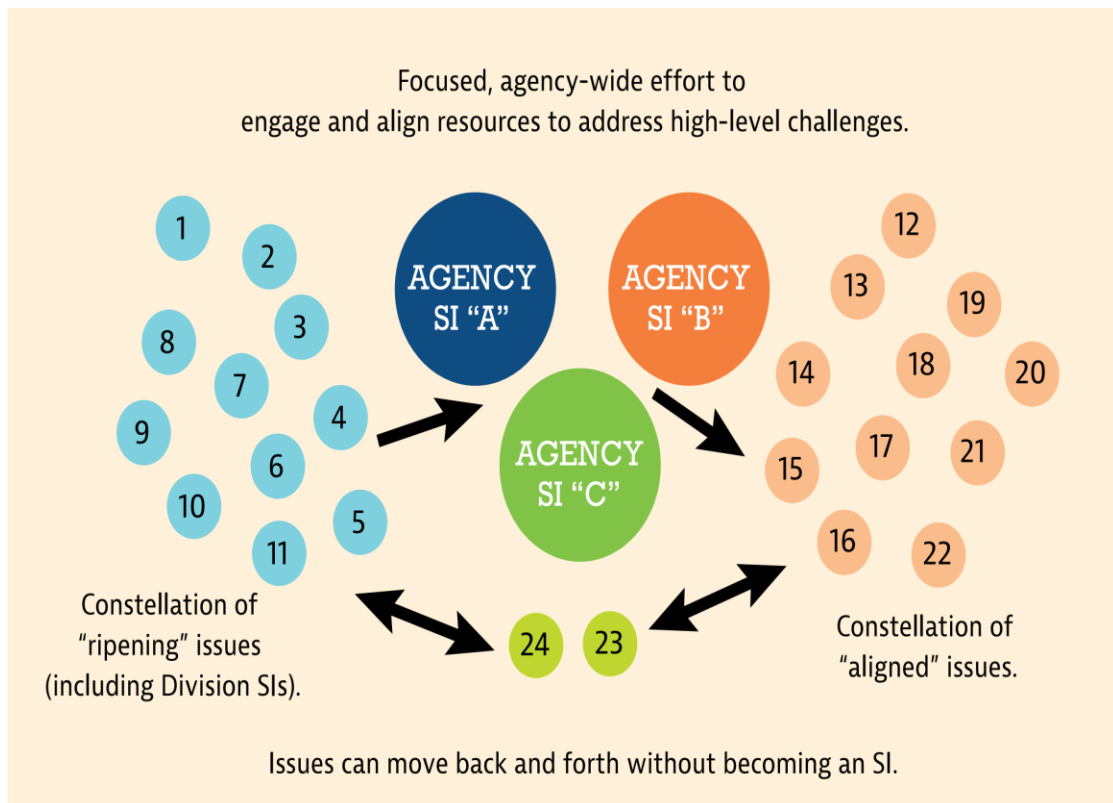 Focused, agency-wide effort to
engage and align resources to address high-level challenges.
1
2
3
4
5
6
7
8
9
10
11
AGENCY
SI “A”
AGENCY
SI “B”
AGENCY
SI “C”
12
13
14
15
16
17
18
19
20
21
22
Constellation of
“ripening” issues
(including Division SIs).
24
23
Constellation of
“aligned” issues.
Issues can move back and forth without becoming an SI.